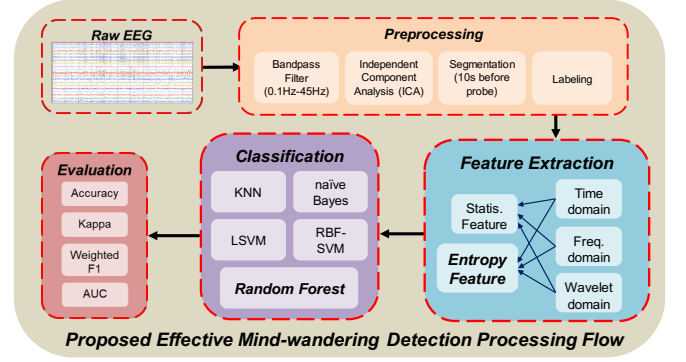 Raw EEG
Preprocessing
Bandpass
Filter
(0.1Hz-45Hz)
Independent
Component
Analysis (ICA)
Segmentation
(10s before
probe)
Labeling
Evaluation
Accuracy
Kappa
Weighted
F1
AUC
Classification
KNN
naïve
Bayes
LSVM
RBF-
SVM
Random Forest
Feature Extraction
Statis.
Feature
Entropy
Feature
Time
domain
Freq.
domain
Wavelet
domain
Proposed Effective Mind-wandering Detection Processing Flow